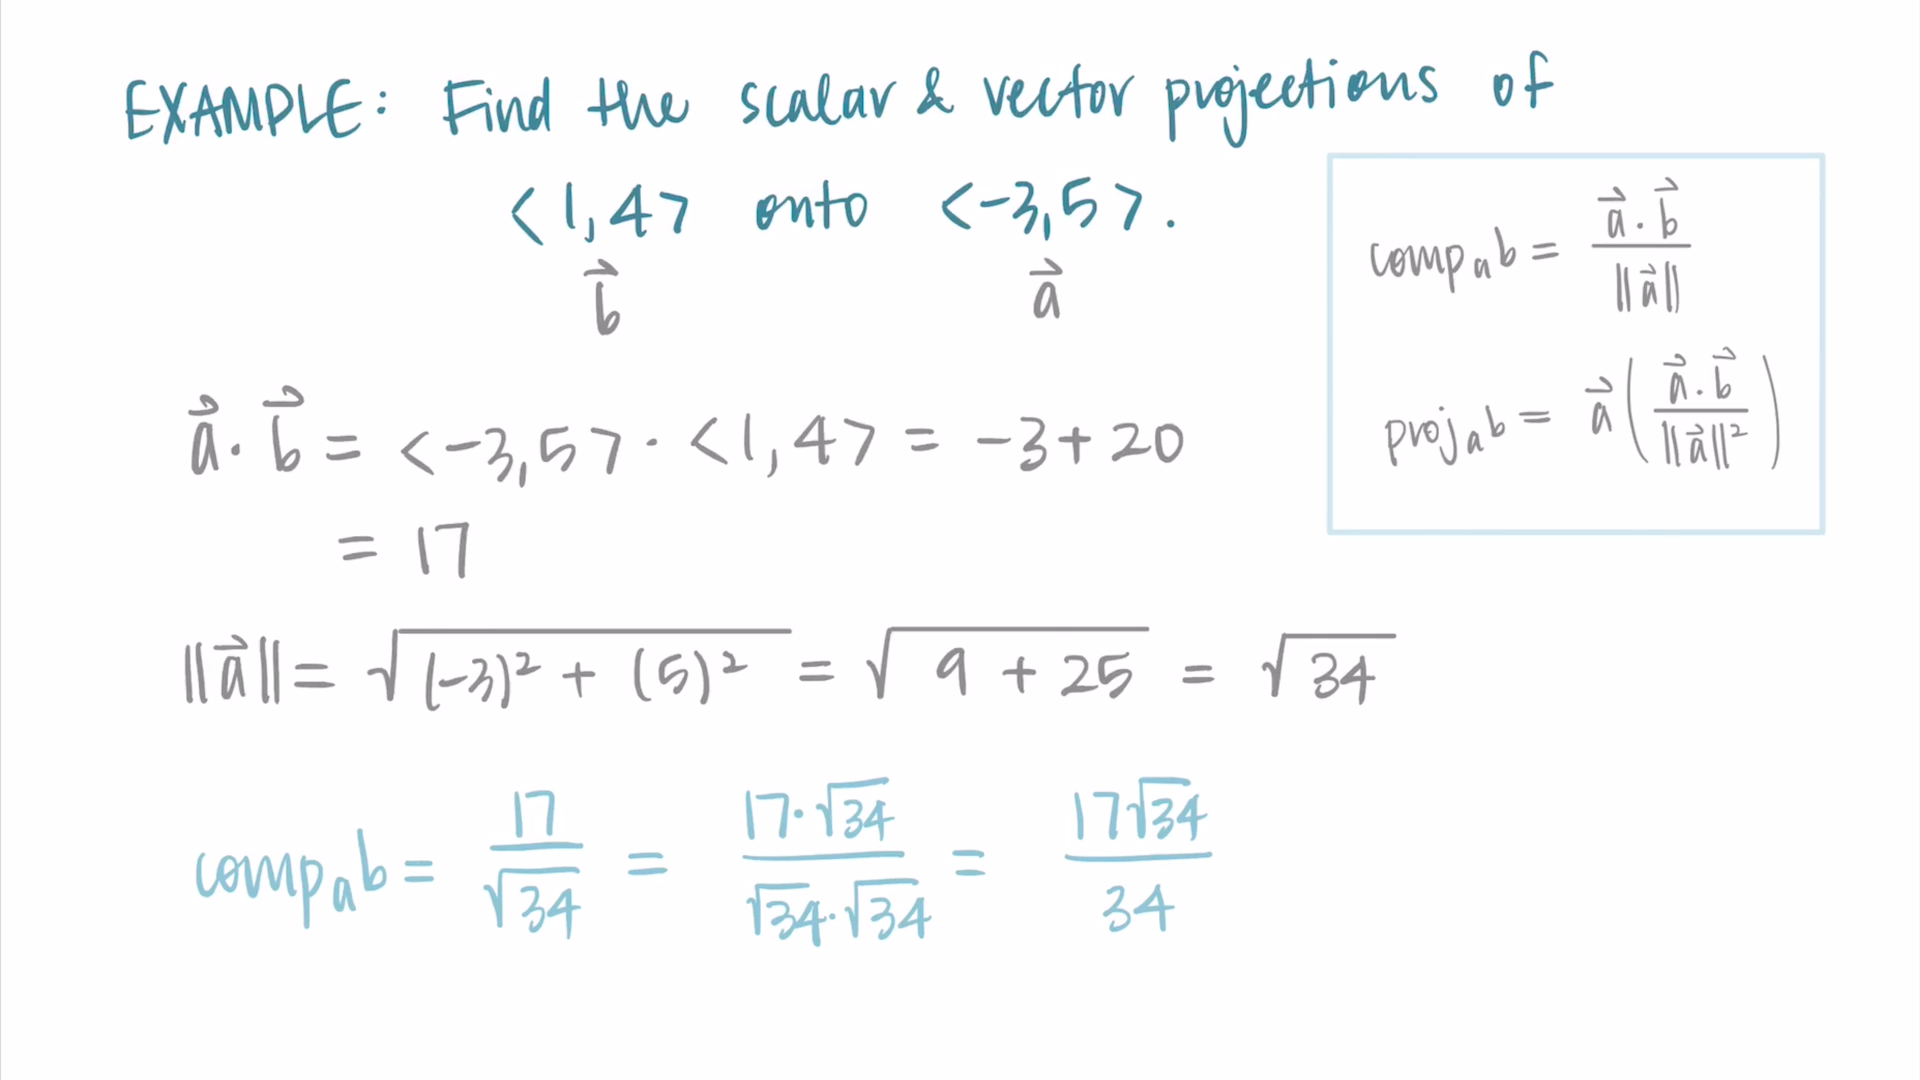 EXAMPLE: Find the scalar & vector projections of
<1,4> onto <-3,5>.
b⃗ a⃗
comp_a b = (a⃗ · b⃗) / ||a⃗||
proj_a b = a⃗ ( (a⃗ · b⃗) / ||a⃗||² )
a⃗ · b⃗ = <-3,5> · <1,4> = -3+20
= 17
||a⃗|| = √((-3)² + (5)²) = √(9 + 25) = √34
comp_a b = 17/√34 = (17·√34)/(√34·√34) = 17√34/34